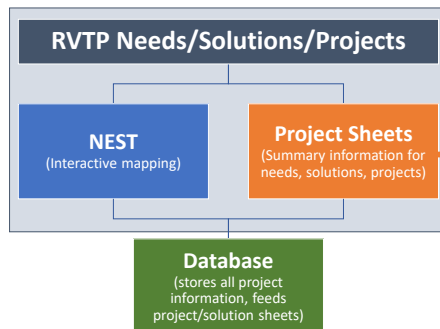 RVTP Needs/Solutions/Projects
NEST
(Interactive mapping)
Project Sheets
(Summary information for
needs, solutions, projects)
Database
(stores all project
information, feeds
project/solution sheets)